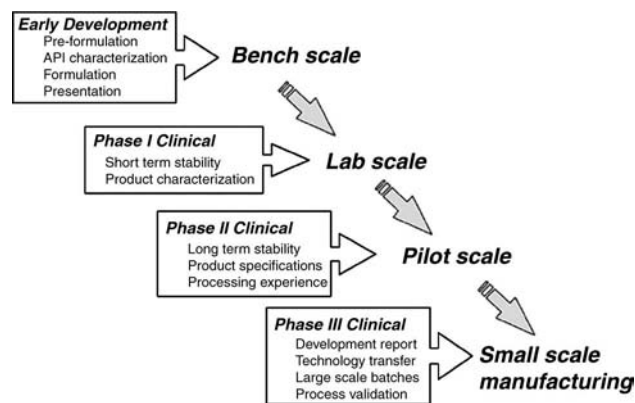 Early Development
Pre-formulation
API characterization
Formulation
Presentation
Bench scale
Phase I Clinical
Short term stability
Product characterization
Lab scale
Phase II Clinical
Long term stability
Product specifications
Processing experience
Pilot scale
Phase III Clinical
Development report
Technology transfer
Large scale batches
Process validation
Small scale
manufacturing